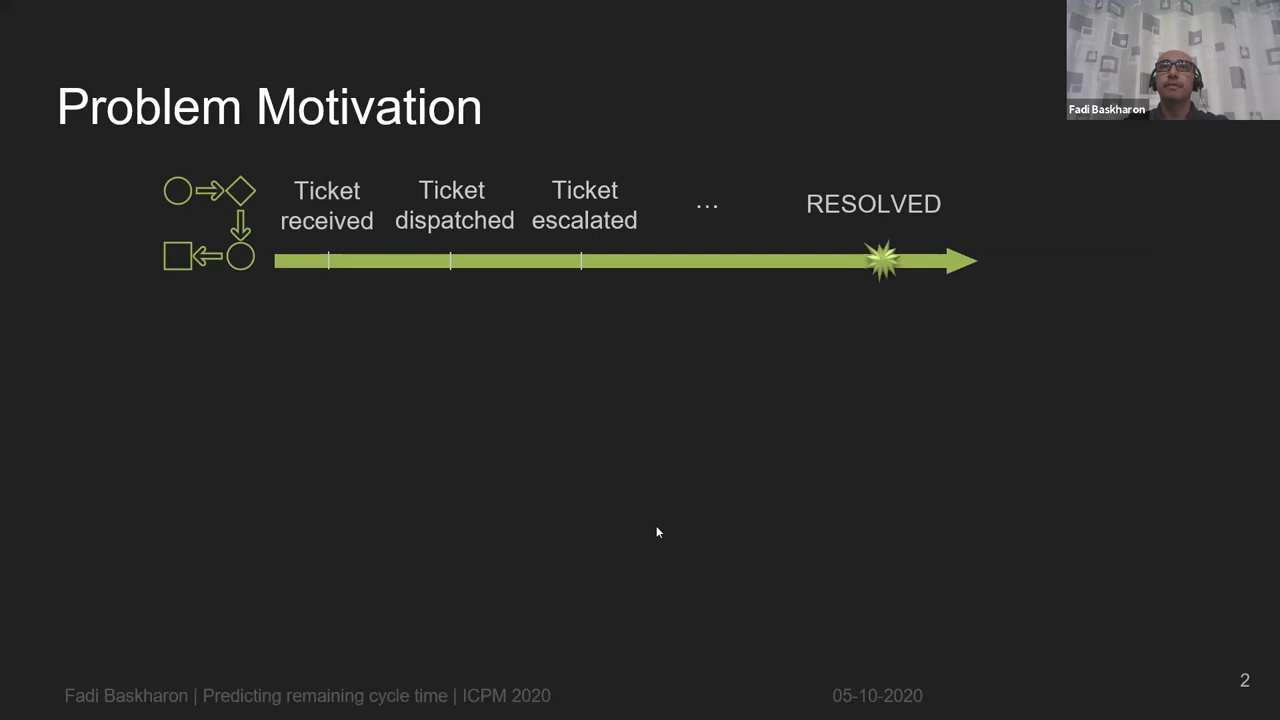 Fadi Baskharon
Problem Motivation
Ticket received
Ticket dispatched
Ticket escalated
...
RESOLVED
Fadi Baskharon | Predicting remaining cycle time | ICPM 2020
05-10-2020
2